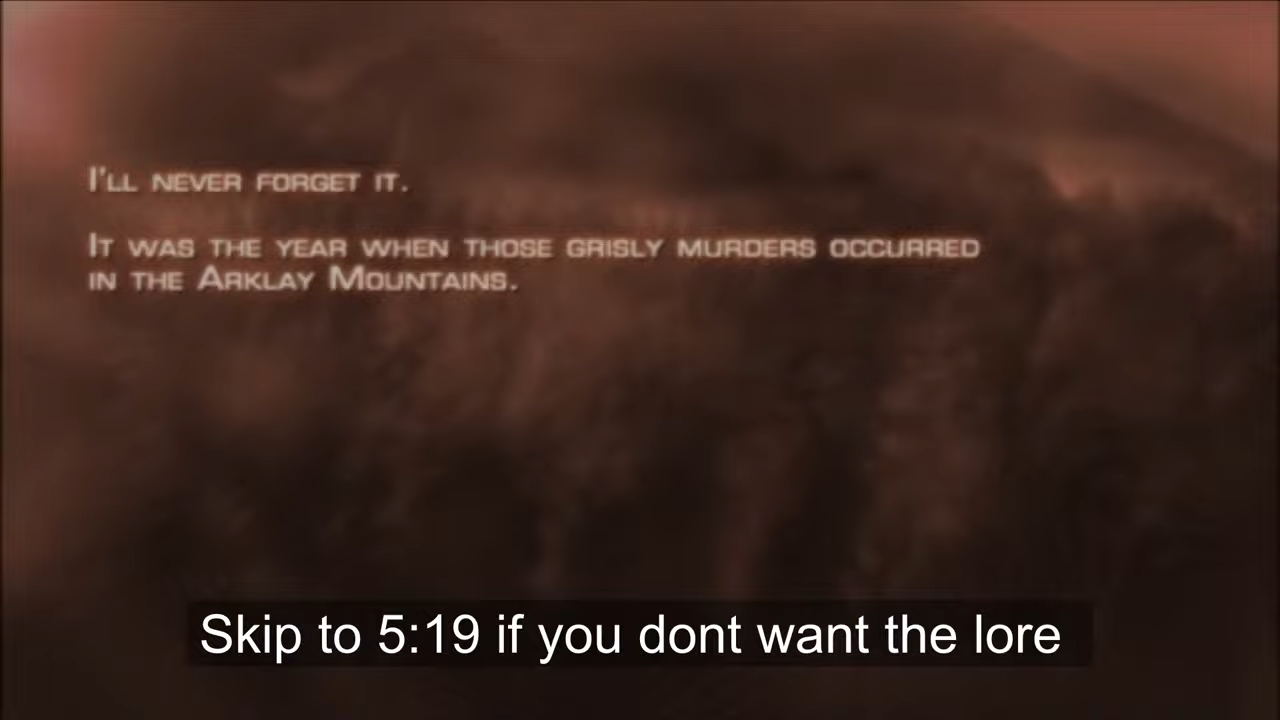 I'll never forget it.
It was the year when those grisly murders occurred
in the Arklay Mountains.
Skip to 5:19 if you dont want the lore